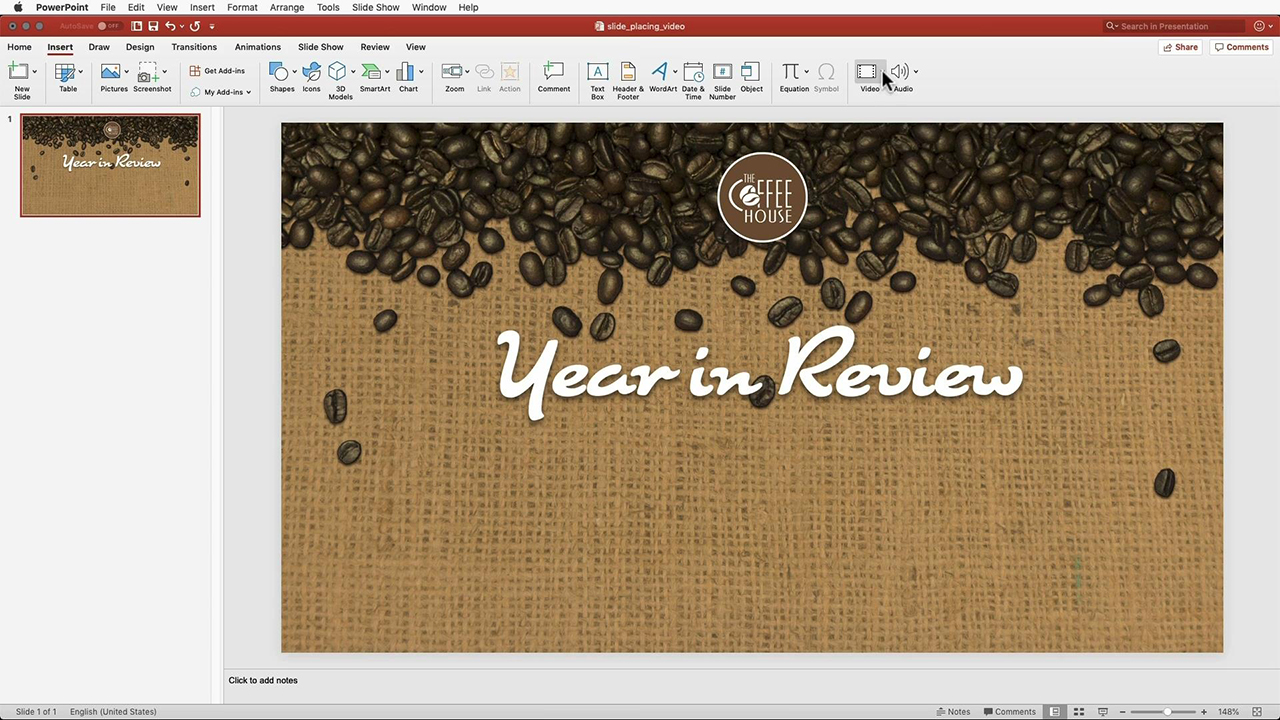 PowerPoint File Edit View Insert Format Arrange Tools Slide Show Window Help
AutoSave OFF slide_placing_video Search in Presentation
Home Insert Draw Design Transitions Animations Slide Show Review View Share Comments
New Slide
Table
Pictures
Screenshot
Get Add-ins
My Add-ins
Shapes
Icons
3D Models
SmartArt
Chart
Zoom
Link
Action
Comment
Text Box
Header & Footer
WordArt
Date & Time
Slide Number
Object
Equation
Symbol
Video
Audio
1
Year in Review
THE
COFFEE
HOUSE
Year in Review
Click to add notes
Slide 1 of 1 English (United States) Notes Comments 148%